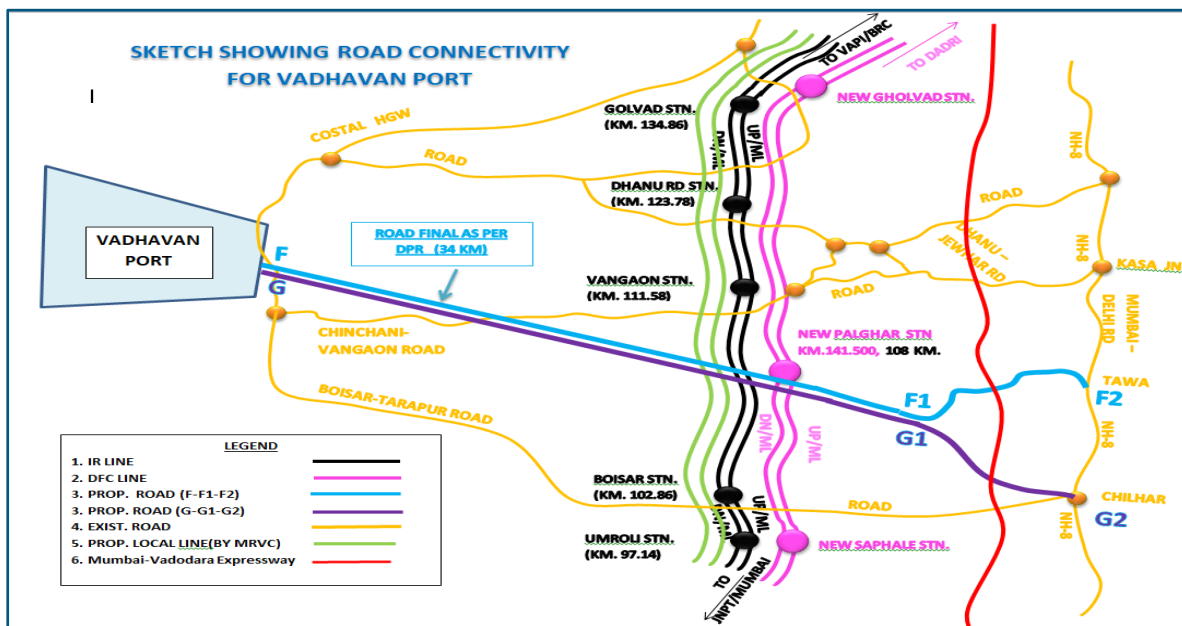 SKETCH SHOWING ROAD CONNECTIVITY
FOR VADHAVAN PORT
TO VAPI/BRC
TO DADRI
NEW GHOLVAD STN.
GOLVAD STN.
(KM. 134.86)
COSTAL HGW
ROAD
DN/ML
UP/ML
NH-8
DHANU RD STN.
(KM. 123.78)
ROAD
VADHAVAN
PORT
F
G
ROAD FINAL AS PER
DPR (34 KM)
DHANU –
JEWHAR RD
NH-8
KASA JN
VANGAON STN.
(KM. 111.58)
ROAD
CHINCHANI-
VANGAON ROAD
NEW PALGHAR STN
KM.141.500, 108 KM.
MUMBAI –
DELHI RD
TAWA
BOISAR-TARAPUR ROAD
F1
F2
G1
DN/ML
UP/ML
NH-8
LEGEND
1. IR LINE
2. DFC LINE
3. PROP. ROAD (F-F1-F2)
3. PROP. ROAD (G-G1-G2)
4. EXIST. ROAD
5. PROP. LOCAL LINE(BY MRVC)
6. Mumbai-Vadodara Expressway
BOISAR STN.
(KM. 102.86)
ROAD
CHILHAR
G2
DN/ML
UP/ML
NH-8
UMROLI STN.
(KM. 97.14)
NEW SAPHALE STN.
TO
JNPT/MUMBAI